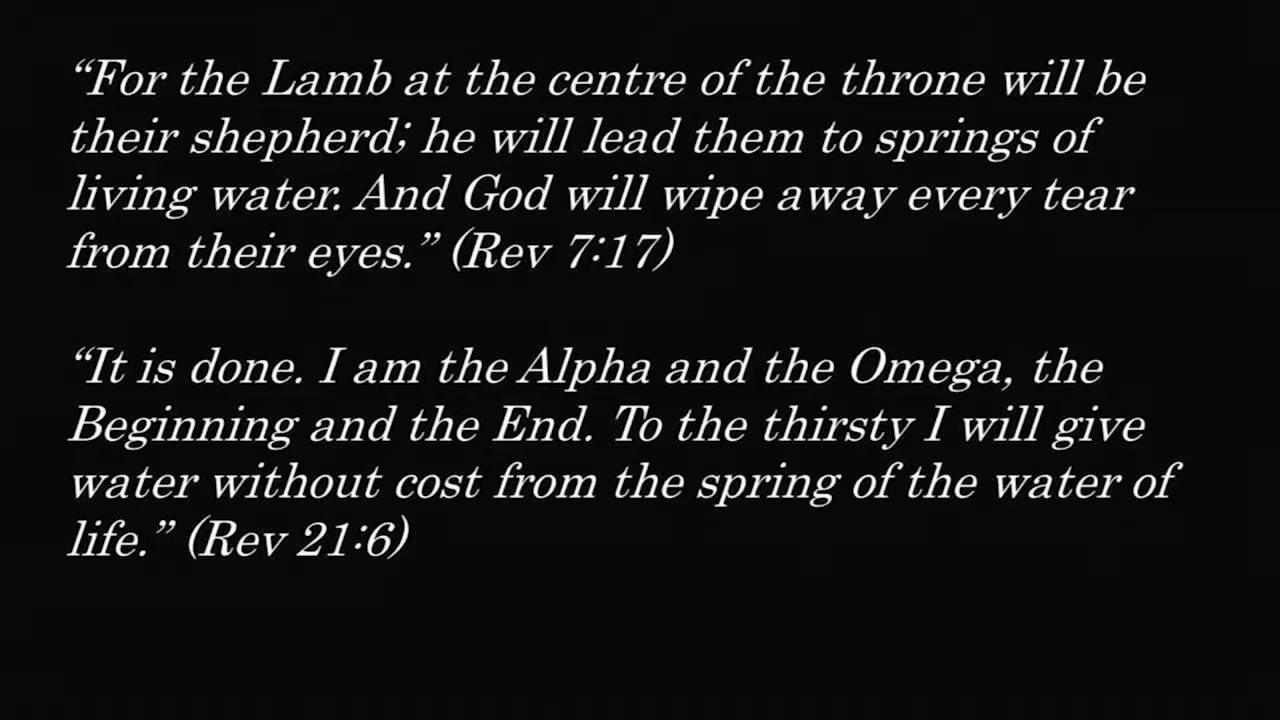 “For the Lamb at the centre of the throne will be
their shepherd; he will lead them to springs of
living water. And God will wipe away every tear
from their eyes.” (Rev 7:17)
“It is done. I am the Alpha and the Omega, the
Beginning and the End. To the thirsty I will give
water without cost from the spring of the water of
life.” (Rev 21:6)